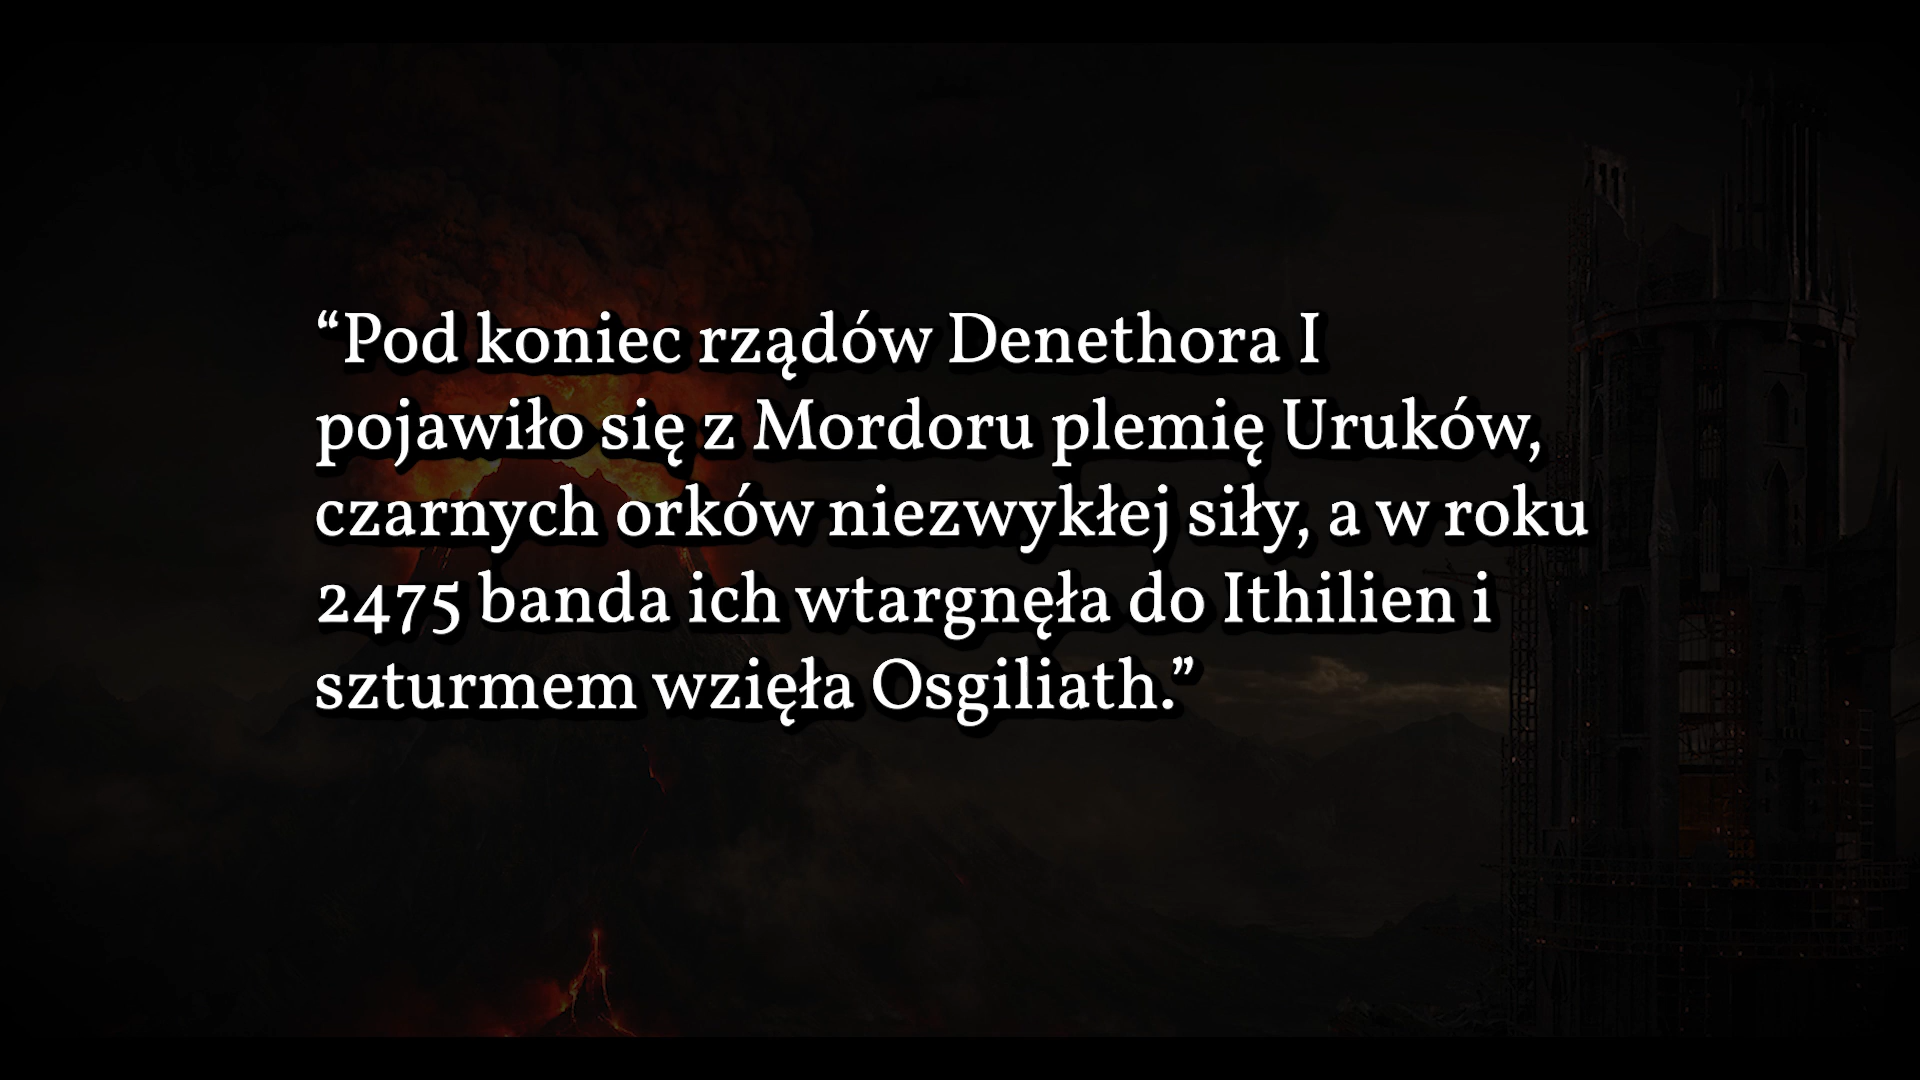 “Pod koniec rządów Denethora I
pojawiło się z Mordoru plemię Uruków,
czarnych orków niezwykłej siły, a w roku
2475 banda ich wtargnęła do Ithilien i
szturmem wzięła Osgiliath.”